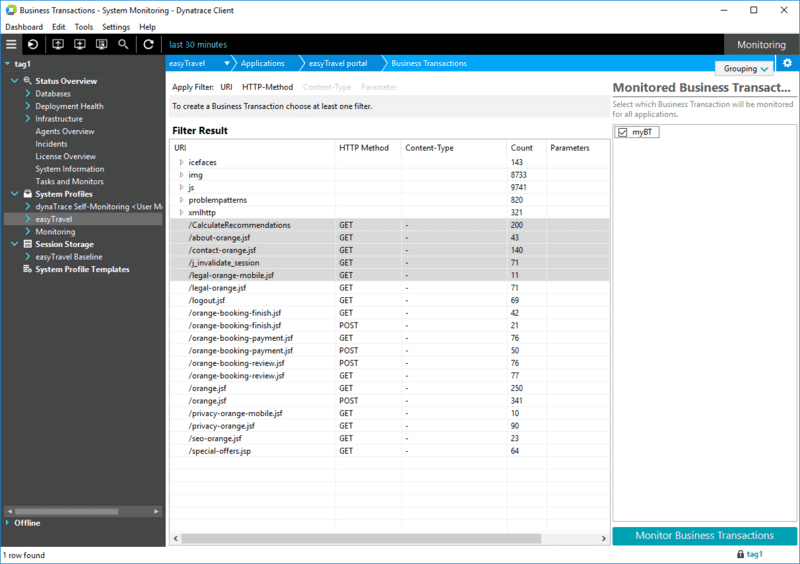 Business Transactions - System Monitoring - Dynatrace Client
Dashboard Edit Tools Settings Help
last 30 minutes
Monitoring
tag1
Status Overview
Databases
Deployment Health
Infrastructure
Agents Overview
Incidents
License Overview
System Information
Tasks and Monitors
System Profiles
dynaTrace Self-Monitoring <User Mo
easyTravel
Monitoring
Session Storage
easyTravel Baseline
System Profile Templates
Offline
easyTravel Applications easyTravel portal Business Transactions
Grouping
Apply Filter: URI HTTP-Method Content-Type Parameter
To create a Business Transaction choose at least one filter.
Filter Result
URI HTTP Method Content-Type Count Parameters
icefaces 143
img 8733
js 9741
problempatterns 820
xmlhttp 321
/CalculateRecommendations GET - 200
/about-orange.jsf GET - 43
/contact-orange.jsf GET - 140
/j_invalidate_session GET - 71
/legal-orange-mobile.jsf GET - 11
/legal-orange.jsf GET - 71
/logout.jsf GET - 69
/orange-booking-finish.jsf GET - 42
/orange-booking-finish.jsf POST - 21
/orange-booking-payment.jsf GET - 76
/orange-booking-payment.jsf POST - 50
/orange-booking-review.jsf POST - 76
/orange-booking-review.jsf GET - 77
/orange.jsf GET - 250
/orange.jsf POST - 341
/privacy-orange-mobile.jsf GET - 10
/privacy-orange.jsf GET - 90
/seo-orange.jsf GET - 23
/special-offers.jsp GET - 64
Monitored Business Transact...
Select which Business Transaction will be monitored
for all applications.
myBT
Monitor Business Transactions
1 row found
tag1